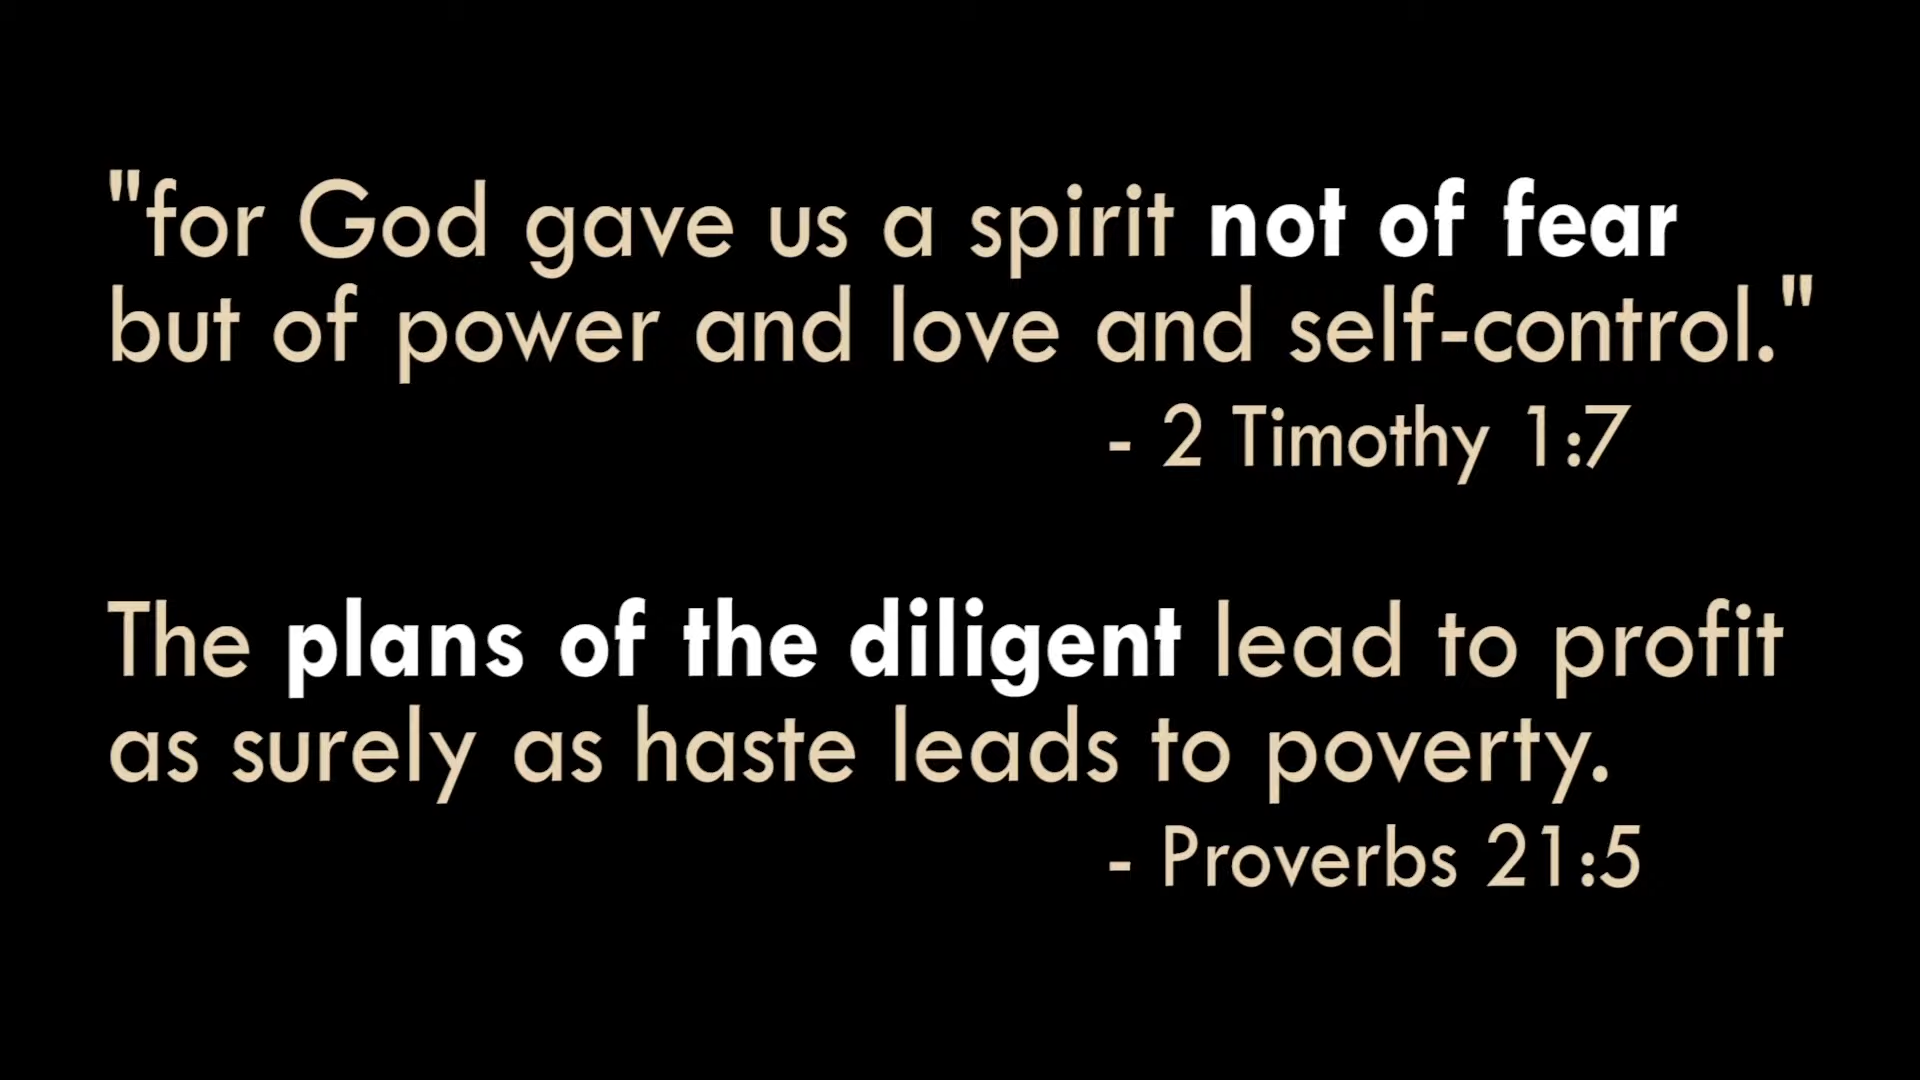 "for God gave us a spirit not of fear
but of power and love and self-control."
- 2 Timothy 1:7
The plans of the diligent lead to profit
as surely as haste leads to poverty.
- Proverbs 21:5